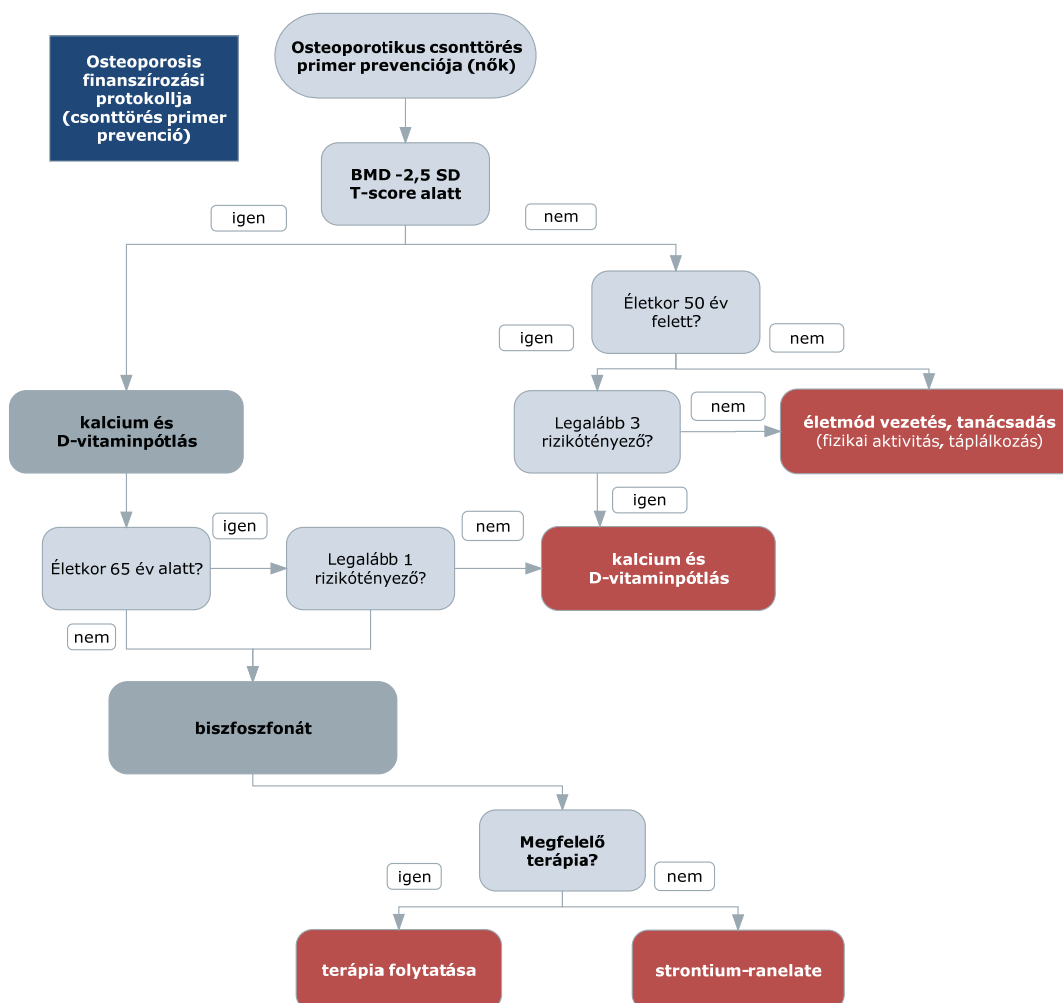 Osteoporosis
finanszírozási
protokollja
(csonttörés primer
prevenció)
Osteoporotikus csonttörés
primer prevenciója (nők)
BMD -2,5 SD
T-score alatt
igen
nem
Életkor 50 év
felett?
igen
nem
kalcium és
D-vitaminpótlás
Legalább 3
rizikótényező?
nem
életmód vezetés, tanácsadás
(fizikai aktivitás, táplálkozás)
igen
Életkor 65 év alatt?
igen
Legalább 1
rizikótényező?
nem
kalcium és
D-vitaminpótlás
nem
biszfoszfonát
Megfelelő
terápia?
igen
nem
terápia folytatása
strontium-ranelate